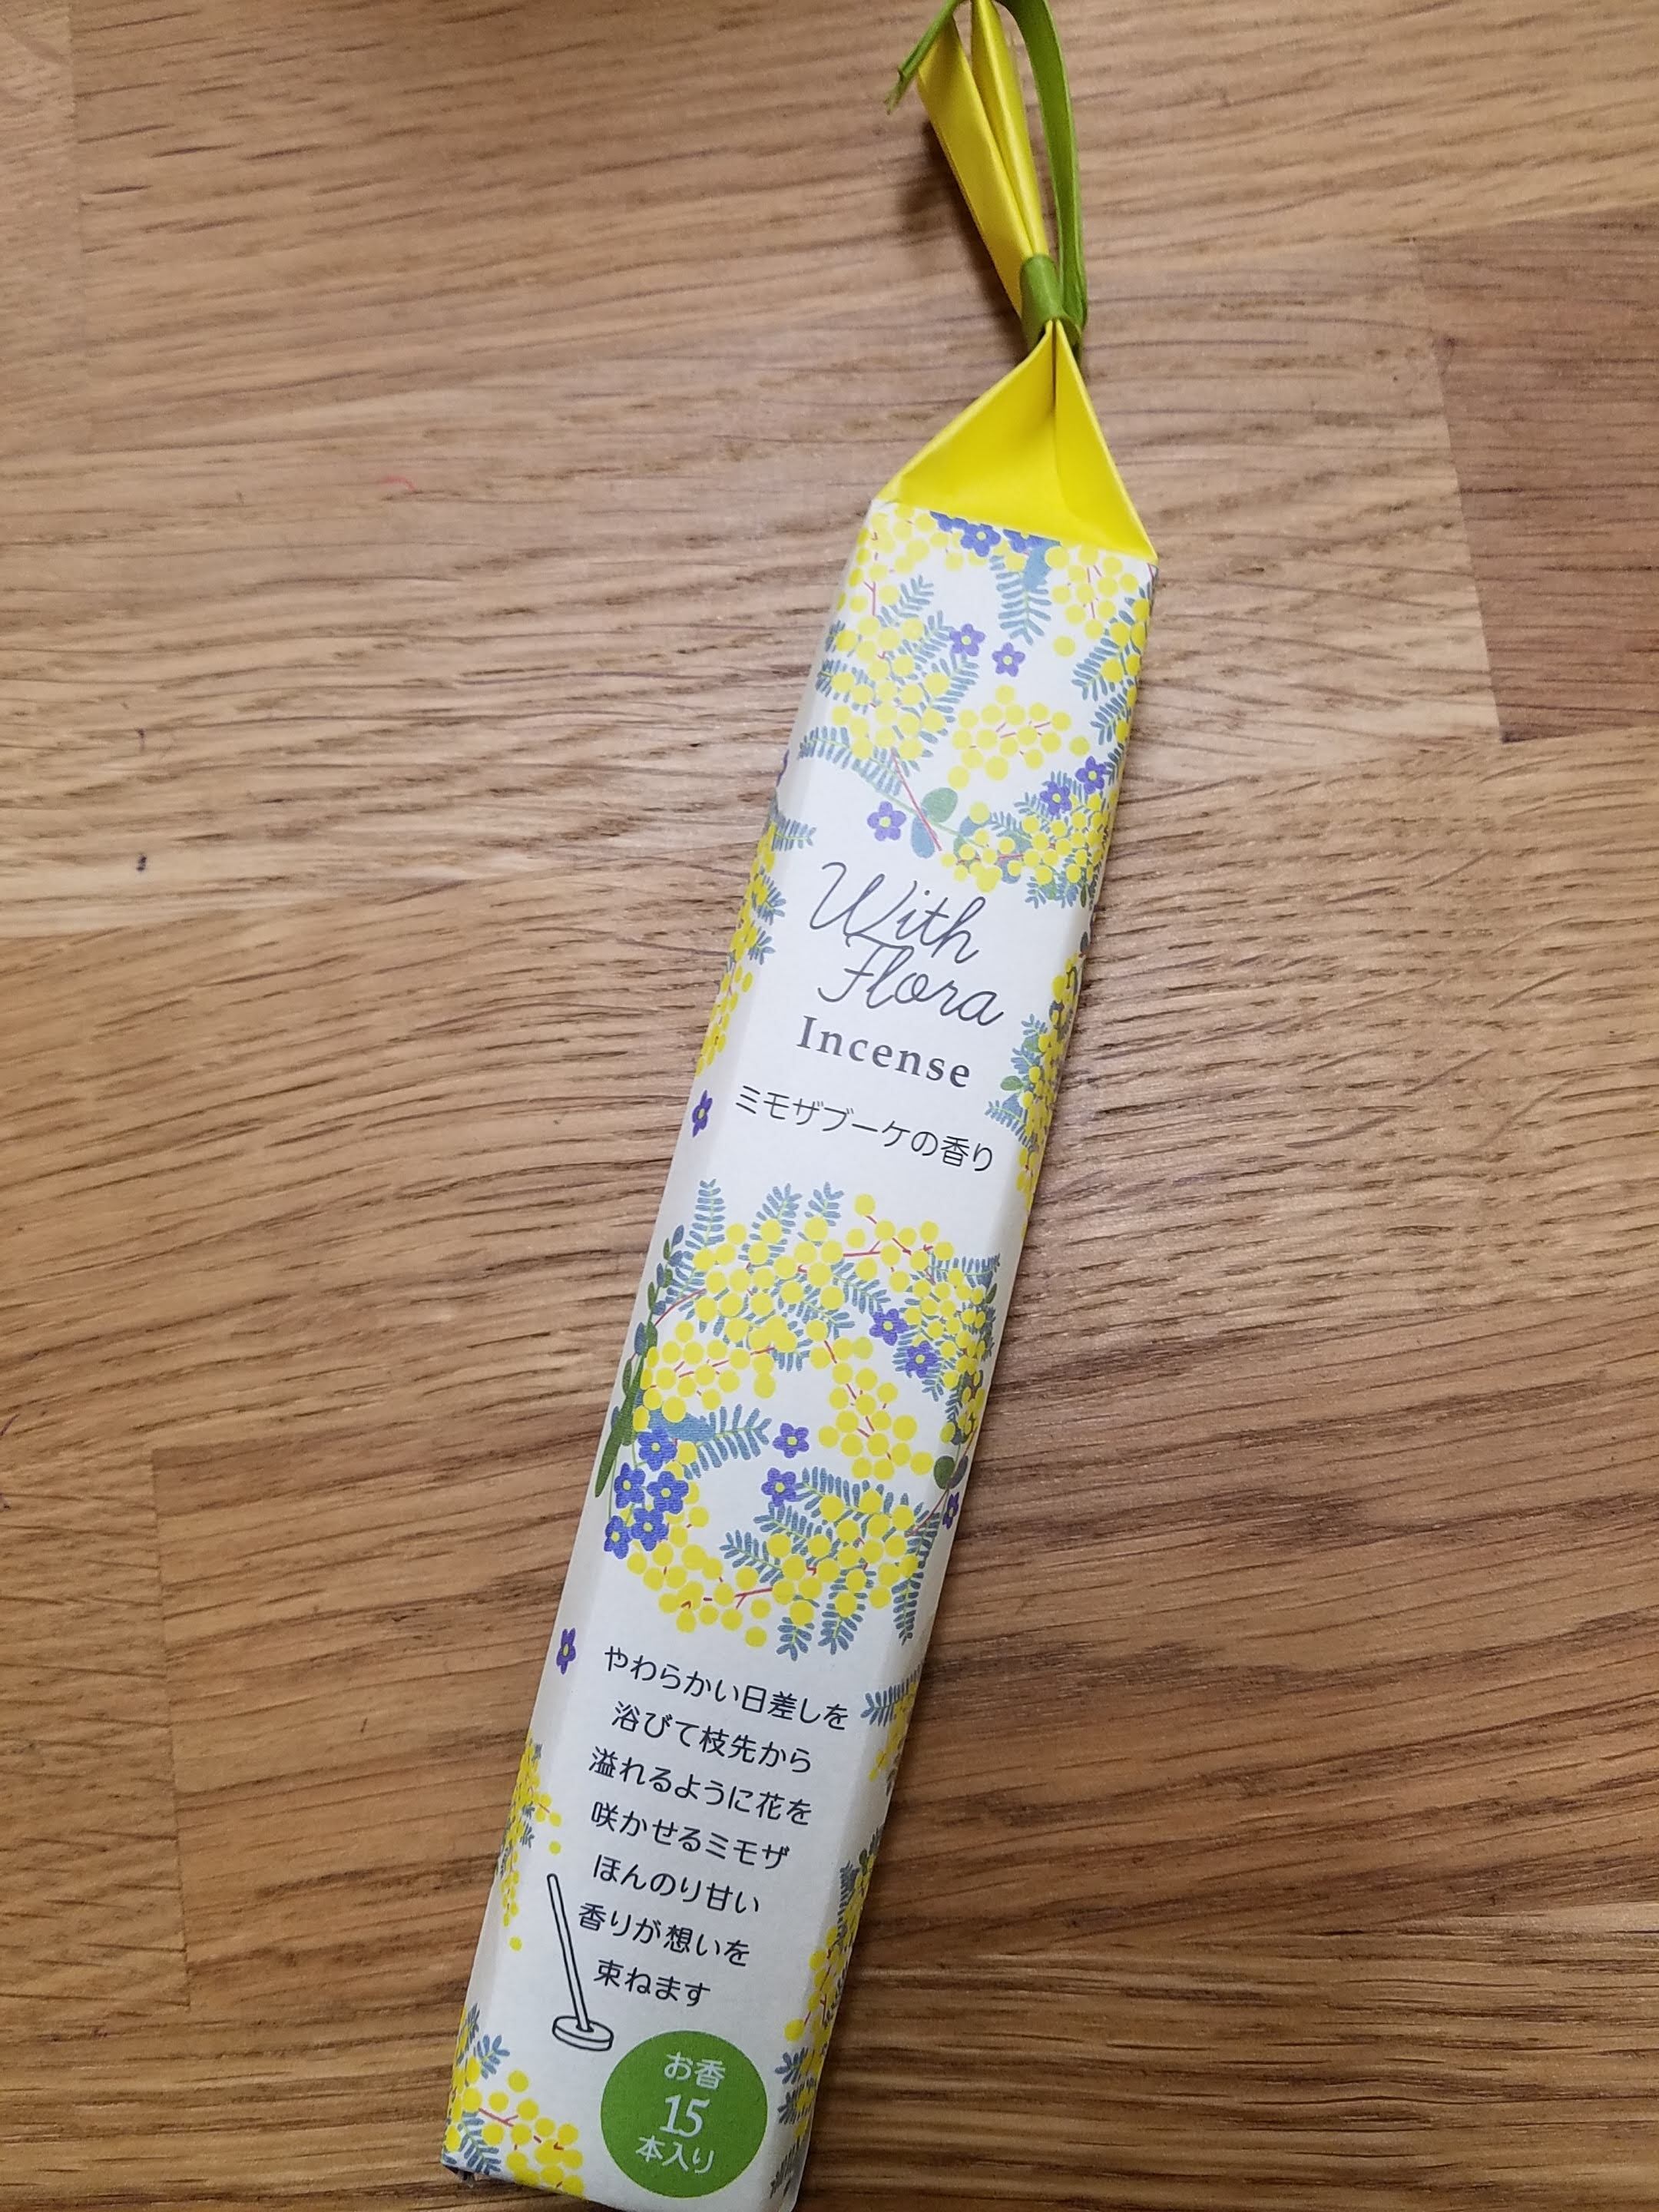 With
Flora
Incense
ミモザブーケの香り
やわらかい日差しを
浴びて枝先から
溢れるように花を
咲かせるミモザ
ほんのり甘い
香りが想いを
束ねます
お香
15
本入り